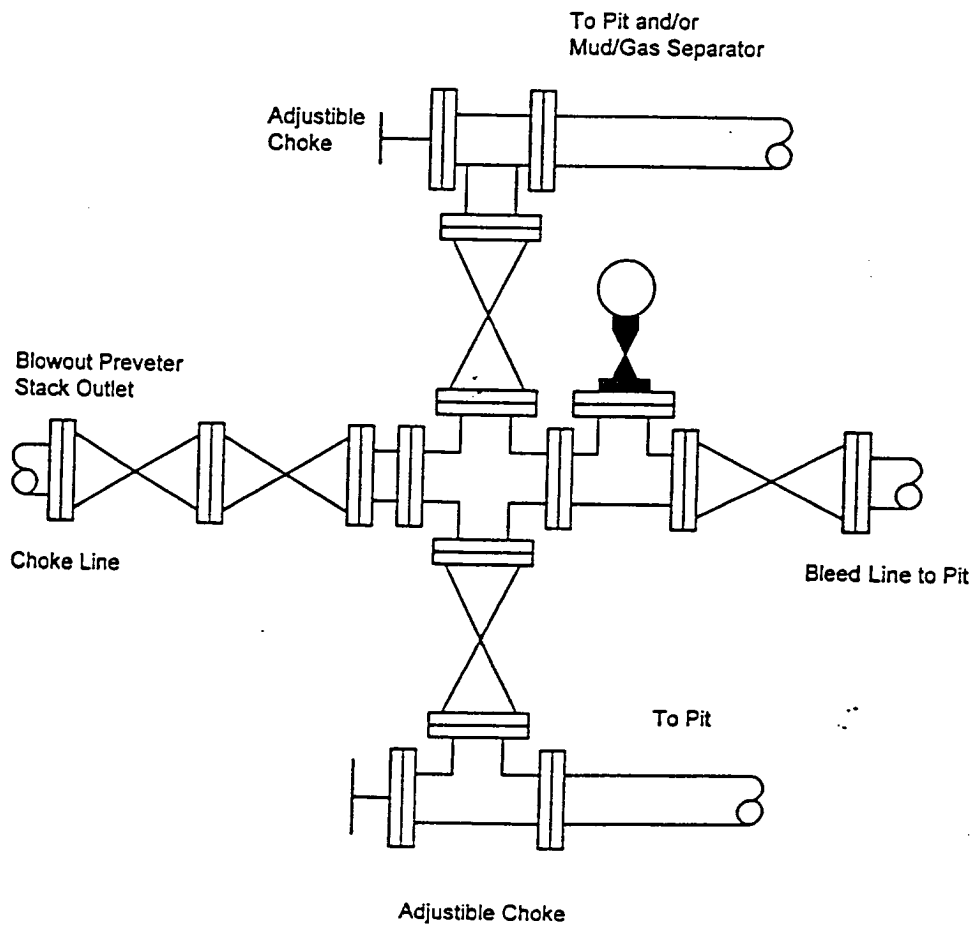 To Pit and/or
Mud/Gas Separator
Adjustible
Choke
Blowout Preveter
Stack Outlet
Choke Line
Bleed Line to Pit
To Pit
Adjustible Choke